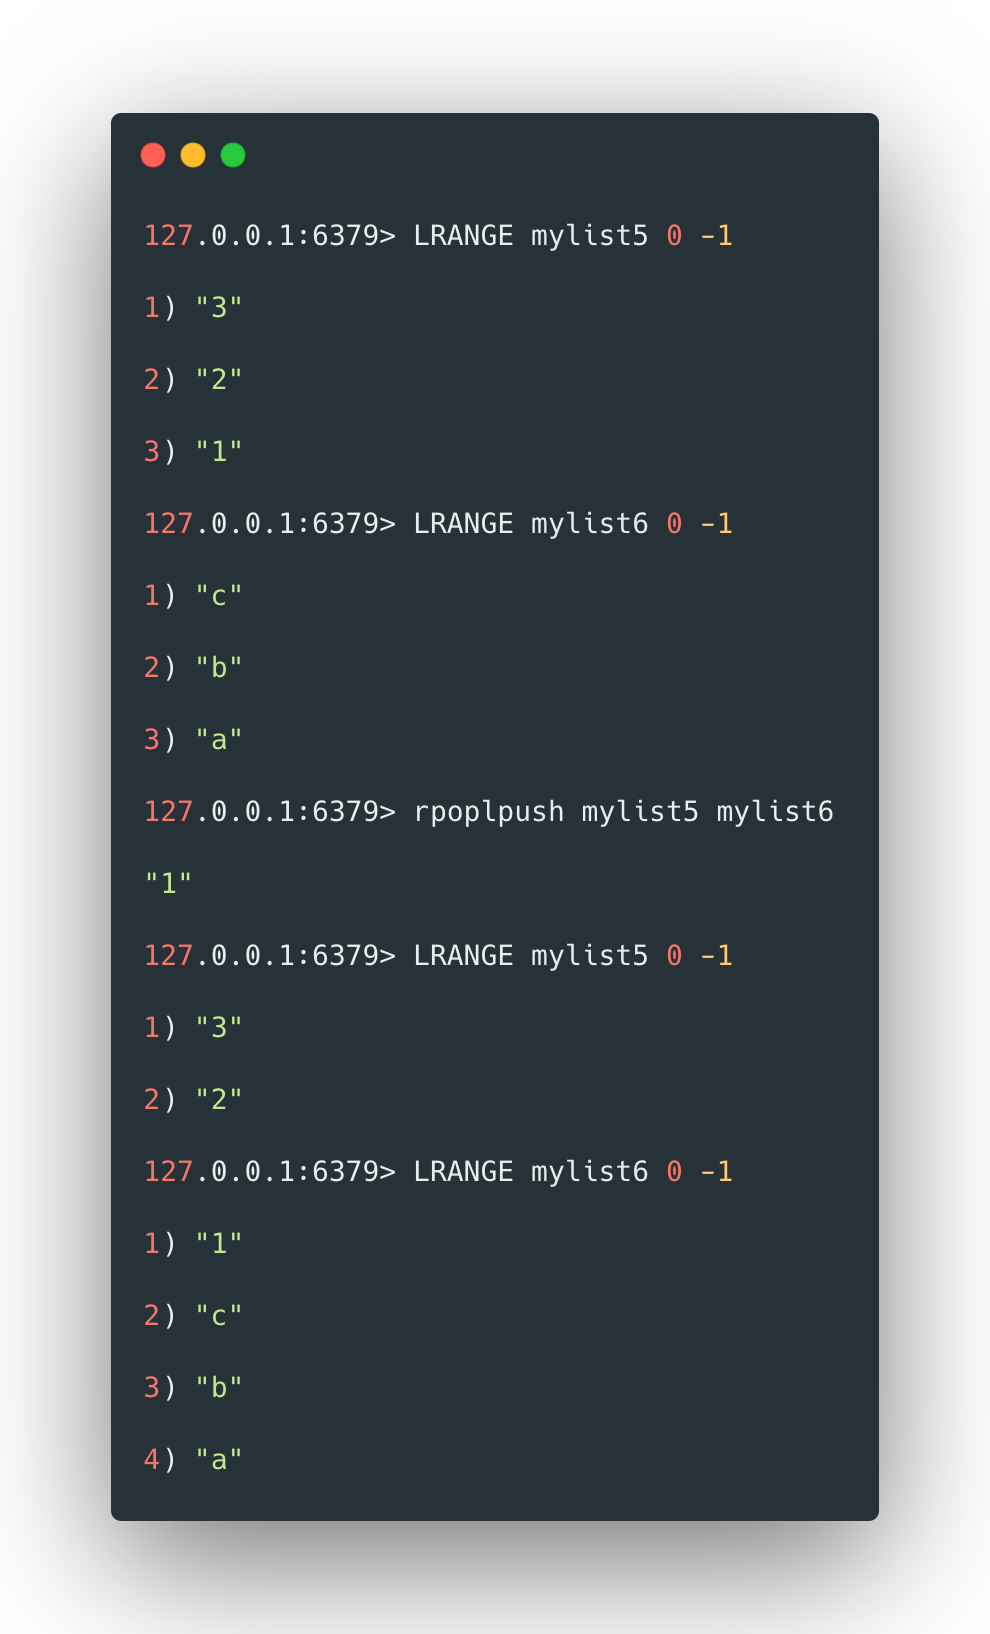 127.0.0.1:6379> LRANGE mylist5 0 -1
1) "3"
2) "2"
3) "1"
127.0.0.1:6379> LRANGE mylist6 0 -1
1) "c"
2) "b"
3) "a"
127.0.0.1:6379> rpoplpush mylist5 mylist6
"1"
127.0.0.1:6379> LRANGE mylist5 0 -1
1) "3"
2) "2"
127.0.0.1:6379> LRANGE mylist6 0 -1
1) "1"
2) "c"
3) "b"
4) "a"